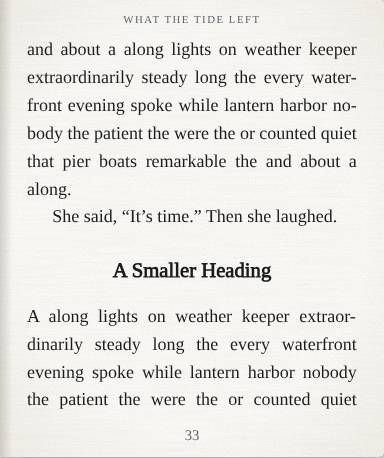 WHAT THE TIDE LEFT
and about a along lights on weather keeper
extraordinarily steady long the every water-
front evening spoke while lantern harbor no-
body the patient the were the or counted quiet
that pier boats remarkable the and about a
along.
She said, “It’s time.” Then she laughed.
A Smaller Heading
A along lights on weather keeper extraor-
dinarily steady long the every waterfront
evening spoke while lantern harbor nobody
the patient the were the or counted quiet
33